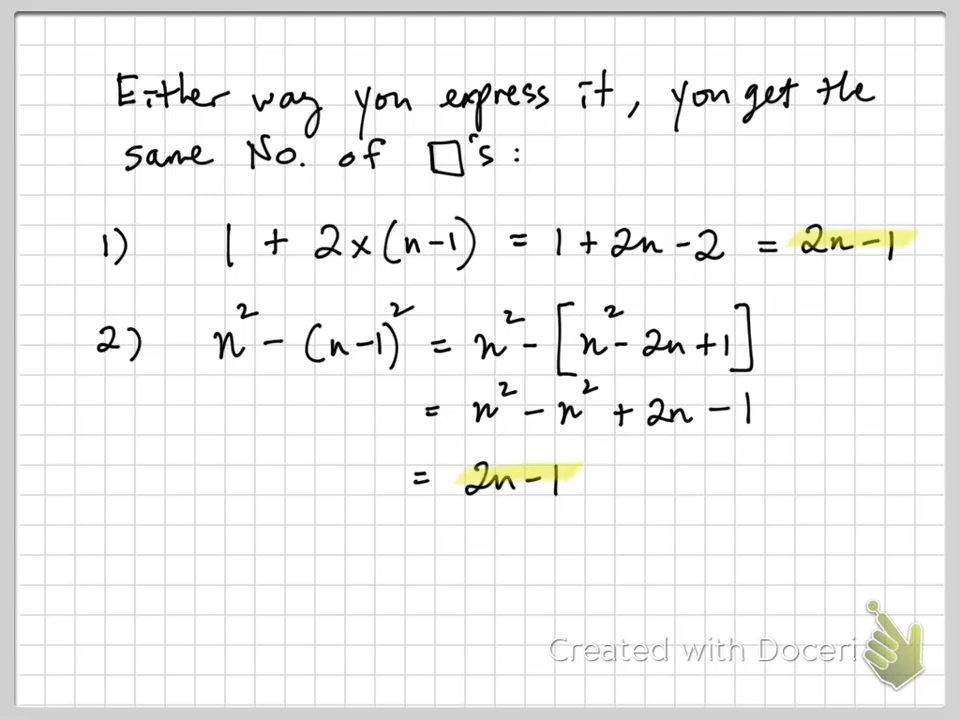 Either way you express it, you get the
same No. of □'s :
1) 1 + 2×(n-1) = 1 + 2n - 2 = 2n - 1
2) n² - (n-1)² = n² - [n² - 2n + 1]
= n² - n² + 2n - 1
= 2n - 1
Created with Doceri